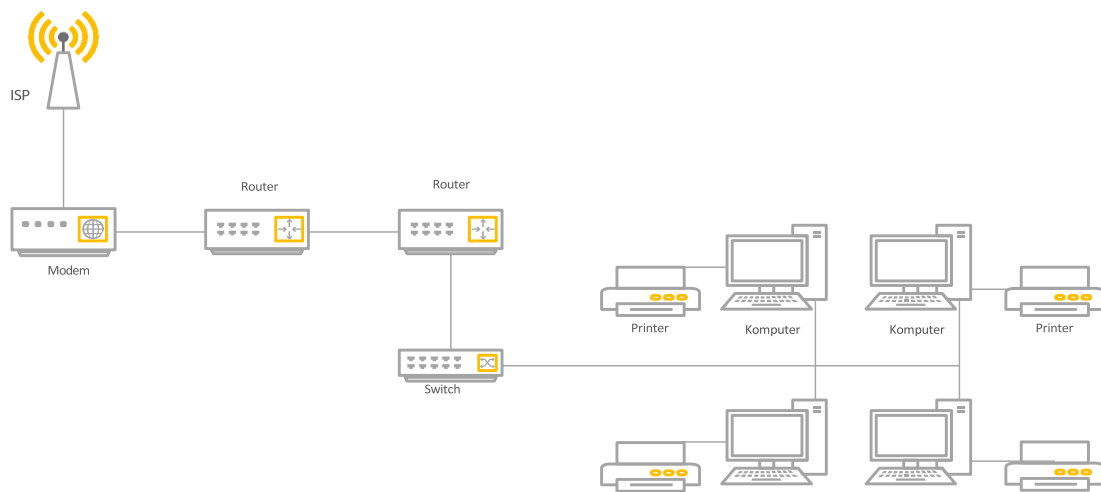 ISP
Router
Router
Modem
Printer
Komputer
Komputer
Printer
Switch